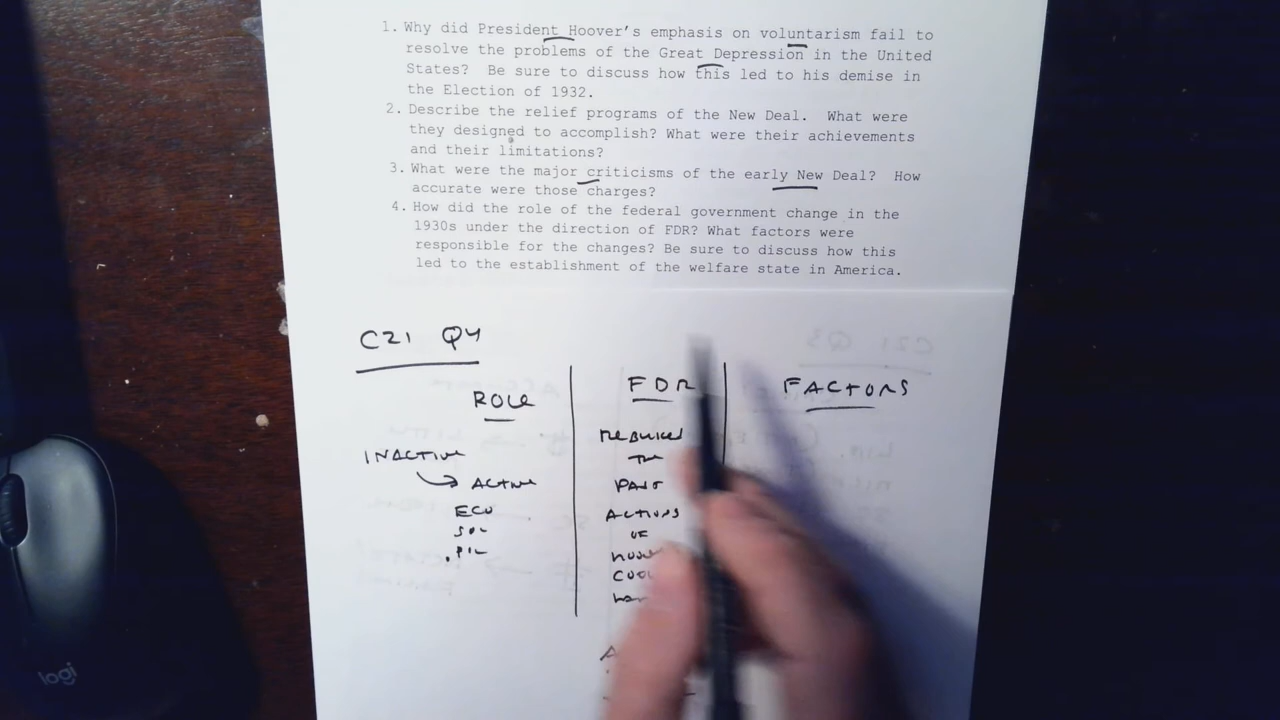 1. Why did President Hoover's emphasis on voluntarism fail to
resolve the problems of the Great Depression in the United
States? Be sure to discuss how this led to his demise in
the Election of 1932.
2. Describe the relief programs of the New Deal. What were
they designed to accomplish? What were their achievements
and their limitations?
3. What were the major criticisms of the early New Deal? How
accurate were those charges?
4. How did the role of the federal government change in the
1930s under the direction of FDR? What factors were
responsible for the changes? Be sure to discuss how this
led to the establishment of the welfare state in America.
C21 Q4
ROLE
INACTIVE
ACTIVE
ECO
FDR
THE
PAST
ACTIONS
OF
FACTORS
logi